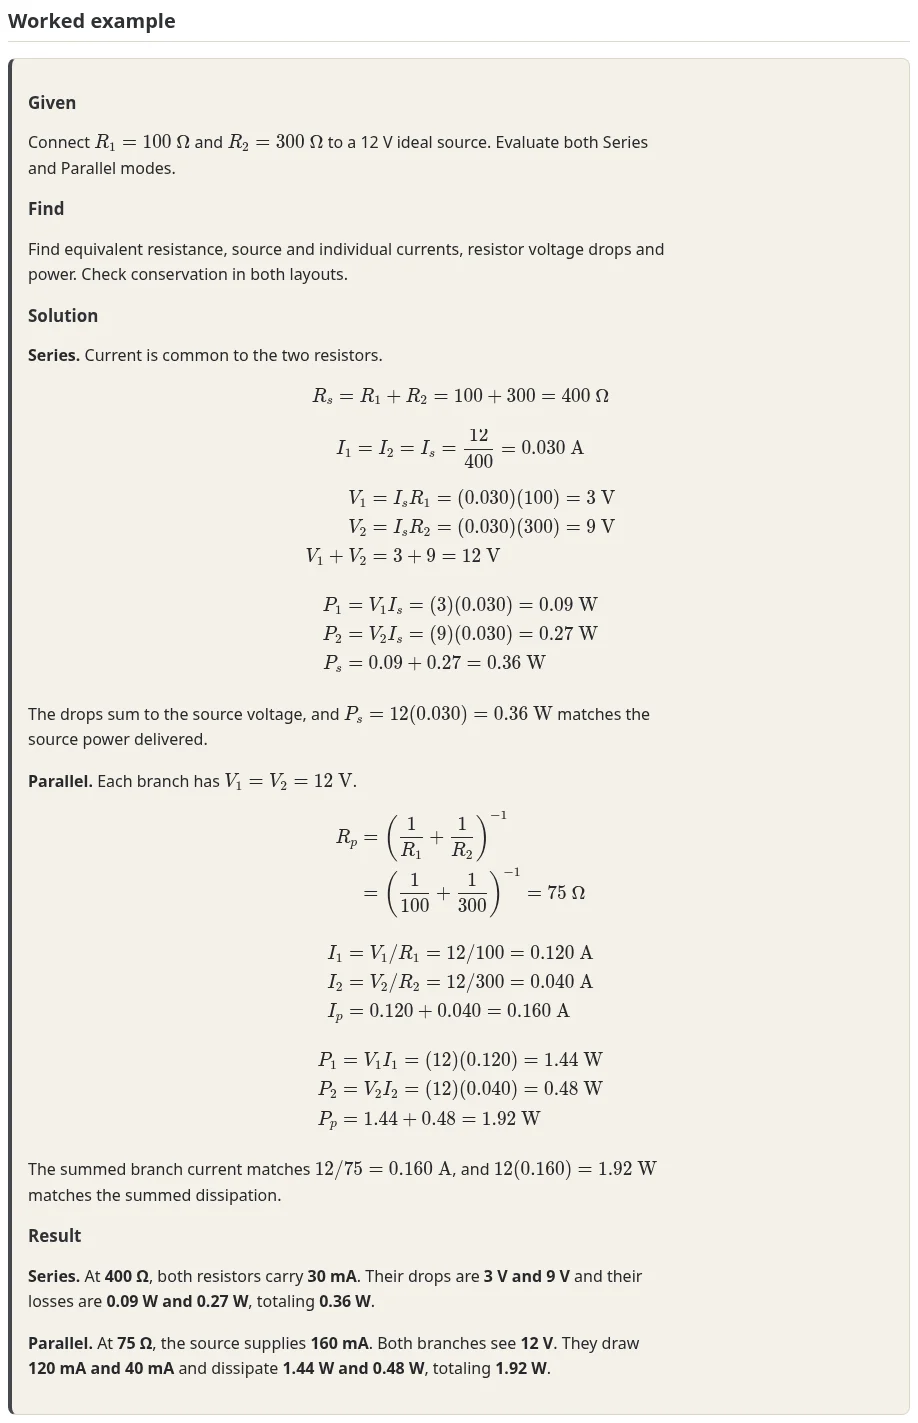 Worked example
Given
Connect R₁ = 100 Ω and R₂ = 300 Ω to a 12 V ideal source. Evaluate both Series
and Parallel modes.
Find
Find equivalent resistance, source and individual currents, resistor voltage drops and
power. Check conservation in both layouts.
Solution
Series. Current is common to the two resistors.
Rₛ = R₁ + R₂ = 100 + 300 = 400 Ω
I₁ = I₂ = Iₛ = 12/400 = 0.030 A
V₁ = IₛR₁ = (0.030)(100) = 3 V
V₂ = IₛR₂ = (0.030)(300) = 9 V
V₁ + V₂ = 3 + 9 = 12 V
P₁ = V₁Iₛ = (3)(0.030) = 0.09 W
P₂ = V₂Iₛ = (9)(0.030) = 0.27 W
Pₛ = 0.09 + 0.27 = 0.36 W
The drops sum to the source voltage, and Pₛ = 12(0.030) = 0.36 W matches the
source power delivered.
Parallel. Each branch has V₁ = V₂ = 12 V.
Rₚ = (1/R₁ + 1/R₂)⁻¹
= (1/100 + 1/300)⁻¹ = 75 Ω
I₁ = V₁/R₁ = 12/100 = 0.120 A
I₂ = V₂/R₂ = 12/300 = 0.040 A
Iₚ = 0.120 + 0.040 = 0.160 A
P₁ = V₁I₁ = (12)(0.120) = 1.44 W
P₂ = V₂I₂ = (12)(0.040) = 0.48 W
Pₚ = 1.44 + 0.48 = 1.92 W
The summed branch current matches 12/75 = 0.160 A, and 12(0.160) = 1.92 W
matches the summed dissipation.
Result
Series. At 400 Ω, both resistors carry 30 mA. Their drops are 3 V and 9 V and their
losses are 0.09 W and 0.27 W, totaling 0.36 W.
Parallel. At 75 Ω, the source supplies 160 mA. Both branches see 12 V. They draw
120 mA and 40 mA and dissipate 1.44 W and 0.48 W, totaling 1.92 W.